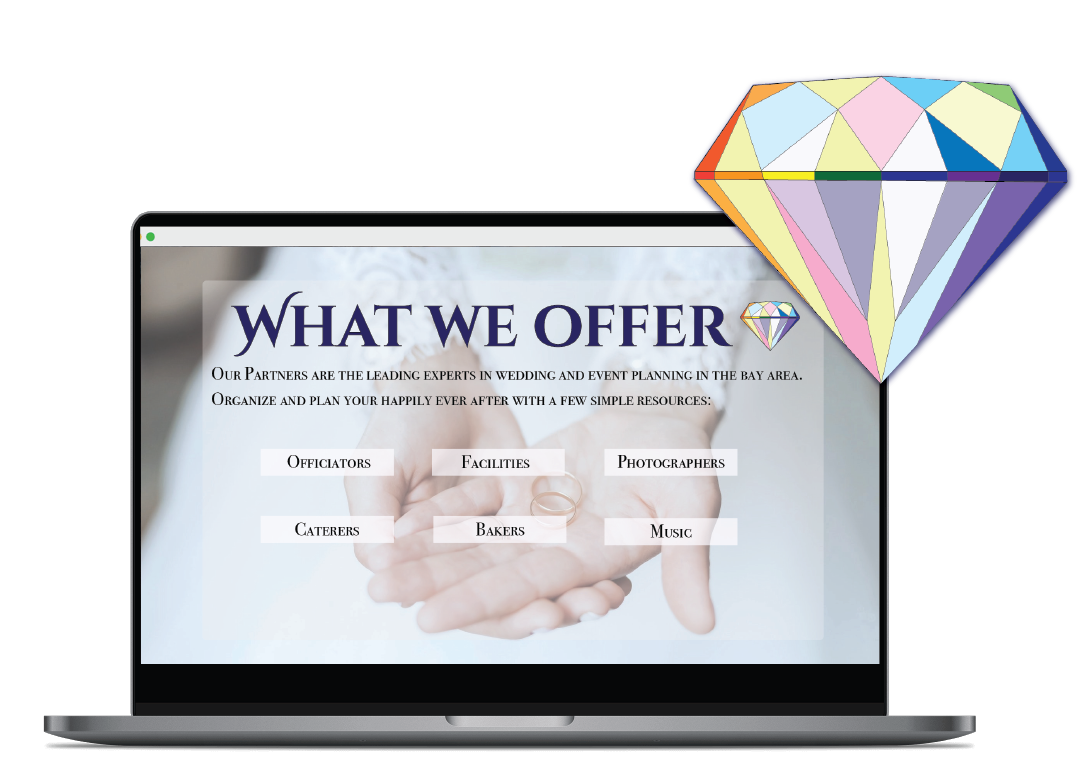 What we offer
Our Partners are the leading experts in wedding and event planning in the bay area.
Organize and plan your happily ever after with a few simple resources:
Officiators
Facilities
Photographers
Caterers
Bakers
Music